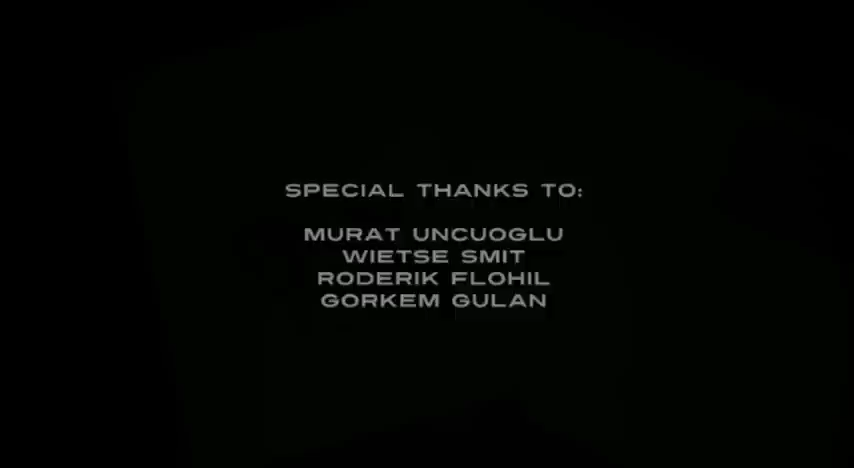 SPECIAL THANKS TO:
MURAT UNCUOGLU
WIETSE SMIT
RODERIK FLOHIL
GORKEM GULAN